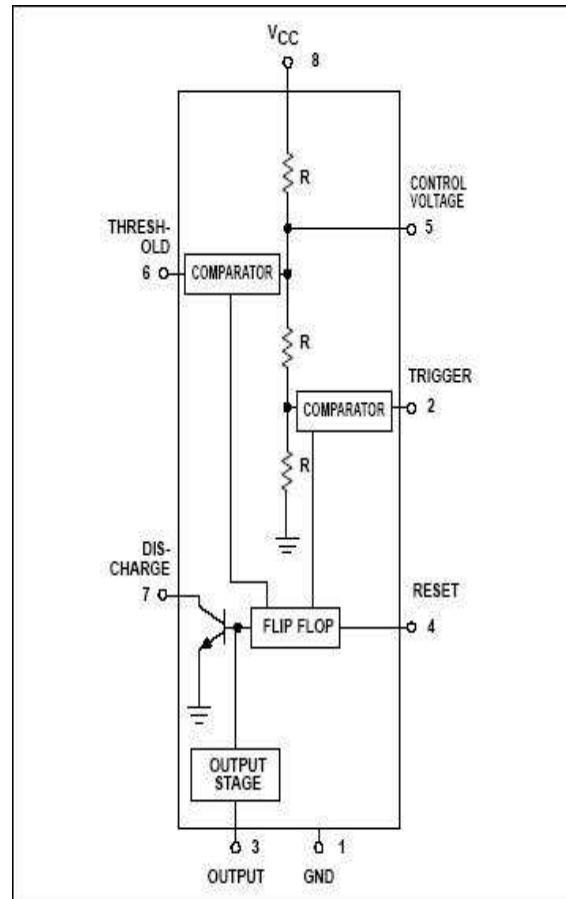 VCC
8
R
CONTROL
VOLTAGE
5
THRESH-
OLD
6
COMPARATOR
R
TRIGGER
COMPARATOR
2
R
DIS-
CHARGE
7
RESET
FLIP FLOP
4
OUTPUT
STAGE
3
1
OUTPUT
GND